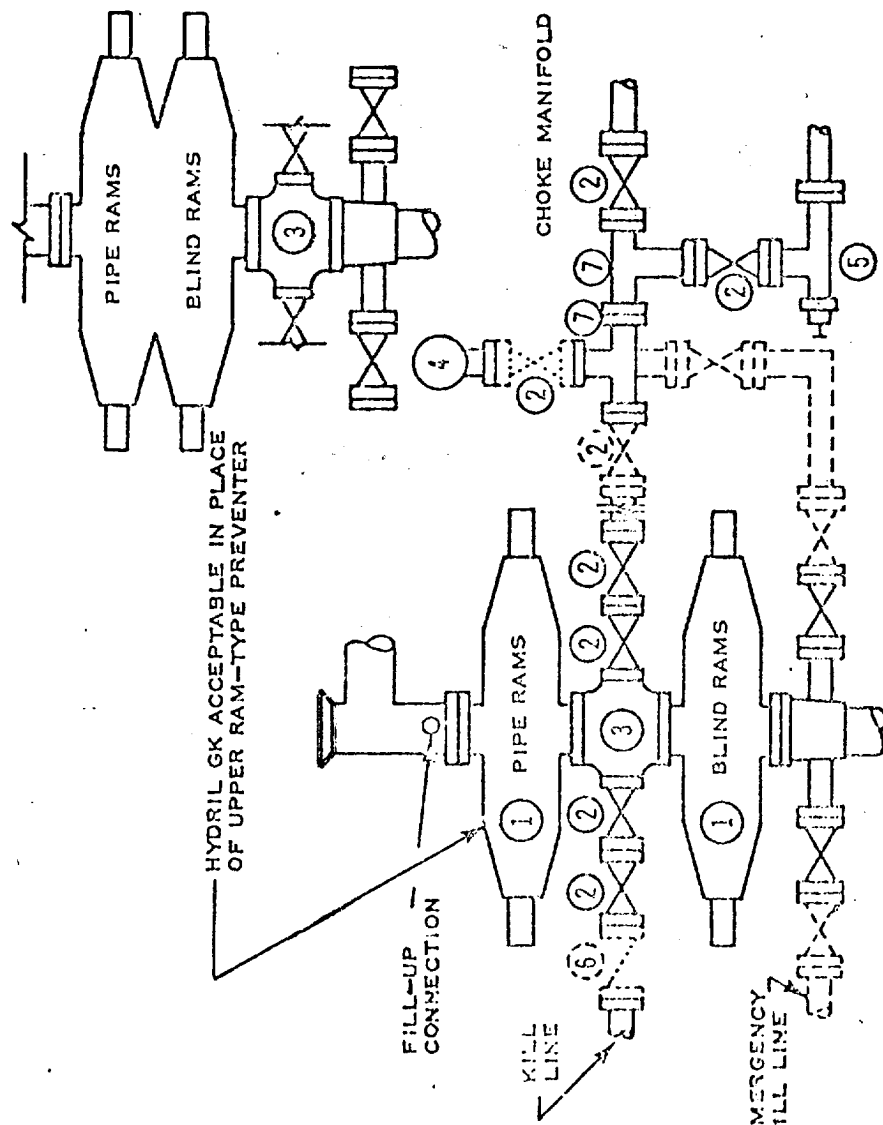 PIPE RAMS
BLIND RAMS
3
HYDRIL GK ACCEPTABLE IN PLACE
OF UPPER RAM-TYPE PREVENTER
CHOKE MANIFOLD
FILL-UP
CONNECTION
KILL
LINE
MERGENCY
ILL LINE
1
PIPE RAMS
3
1
BLIND RAMS
6
2
2
2
2
2
4
2
7
7
2
2
5